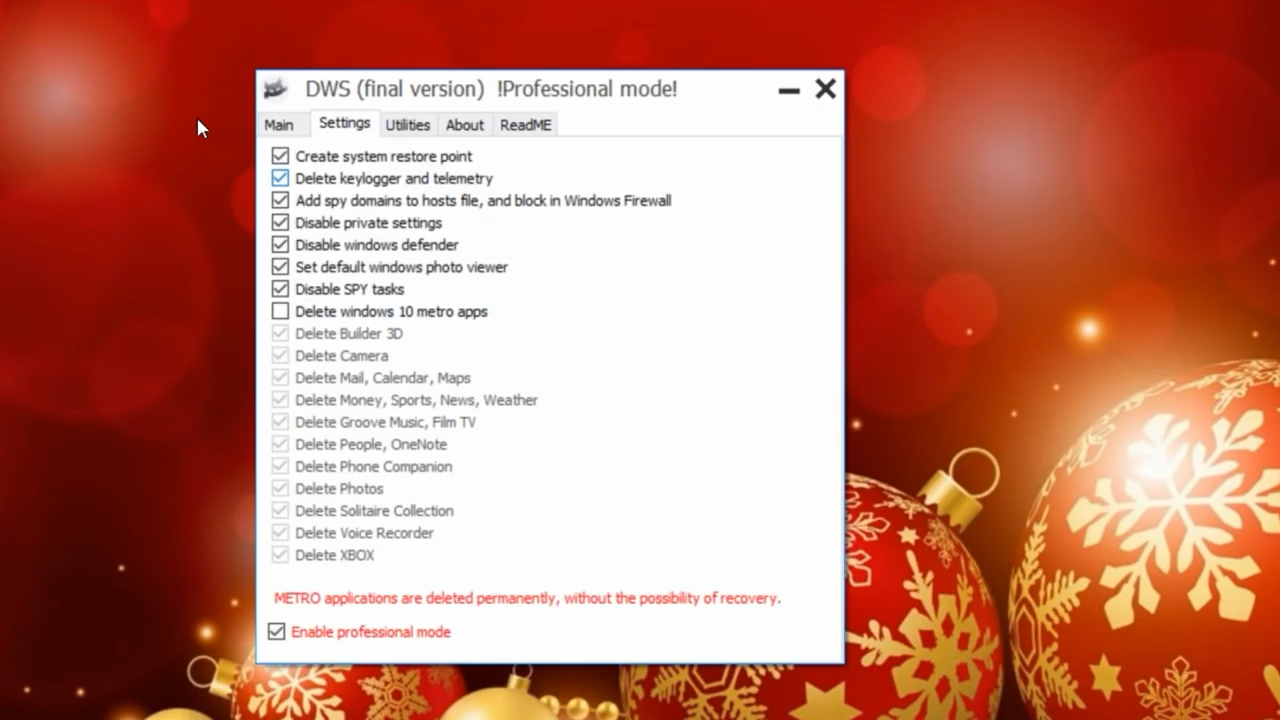 DWS (final version)  !Professional mode!
Main Settings Utilities About ReadME
Create system restore point
Delete keylogger and telemetry
Add spy domains to hosts file, and block in Windows Firewall
Disable private settings
Disable windows defender
Set default windows photo viewer
Disable SPY tasks
Delete windows 10 metro apps
Delete Builder 3D
Delete Camera
Delete Mail, Calendar, Maps
Delete Money, Sports, News, Weather
Delete Groove Music, Film TV
Delete People, OneNote
Delete Phone Companion
Delete Photos
Delete Solitaire Collection
Delete Voice Recorder
Delete XBOX
METRO applications are deleted permanently, without the possibility of recovery.
Enable professional mode